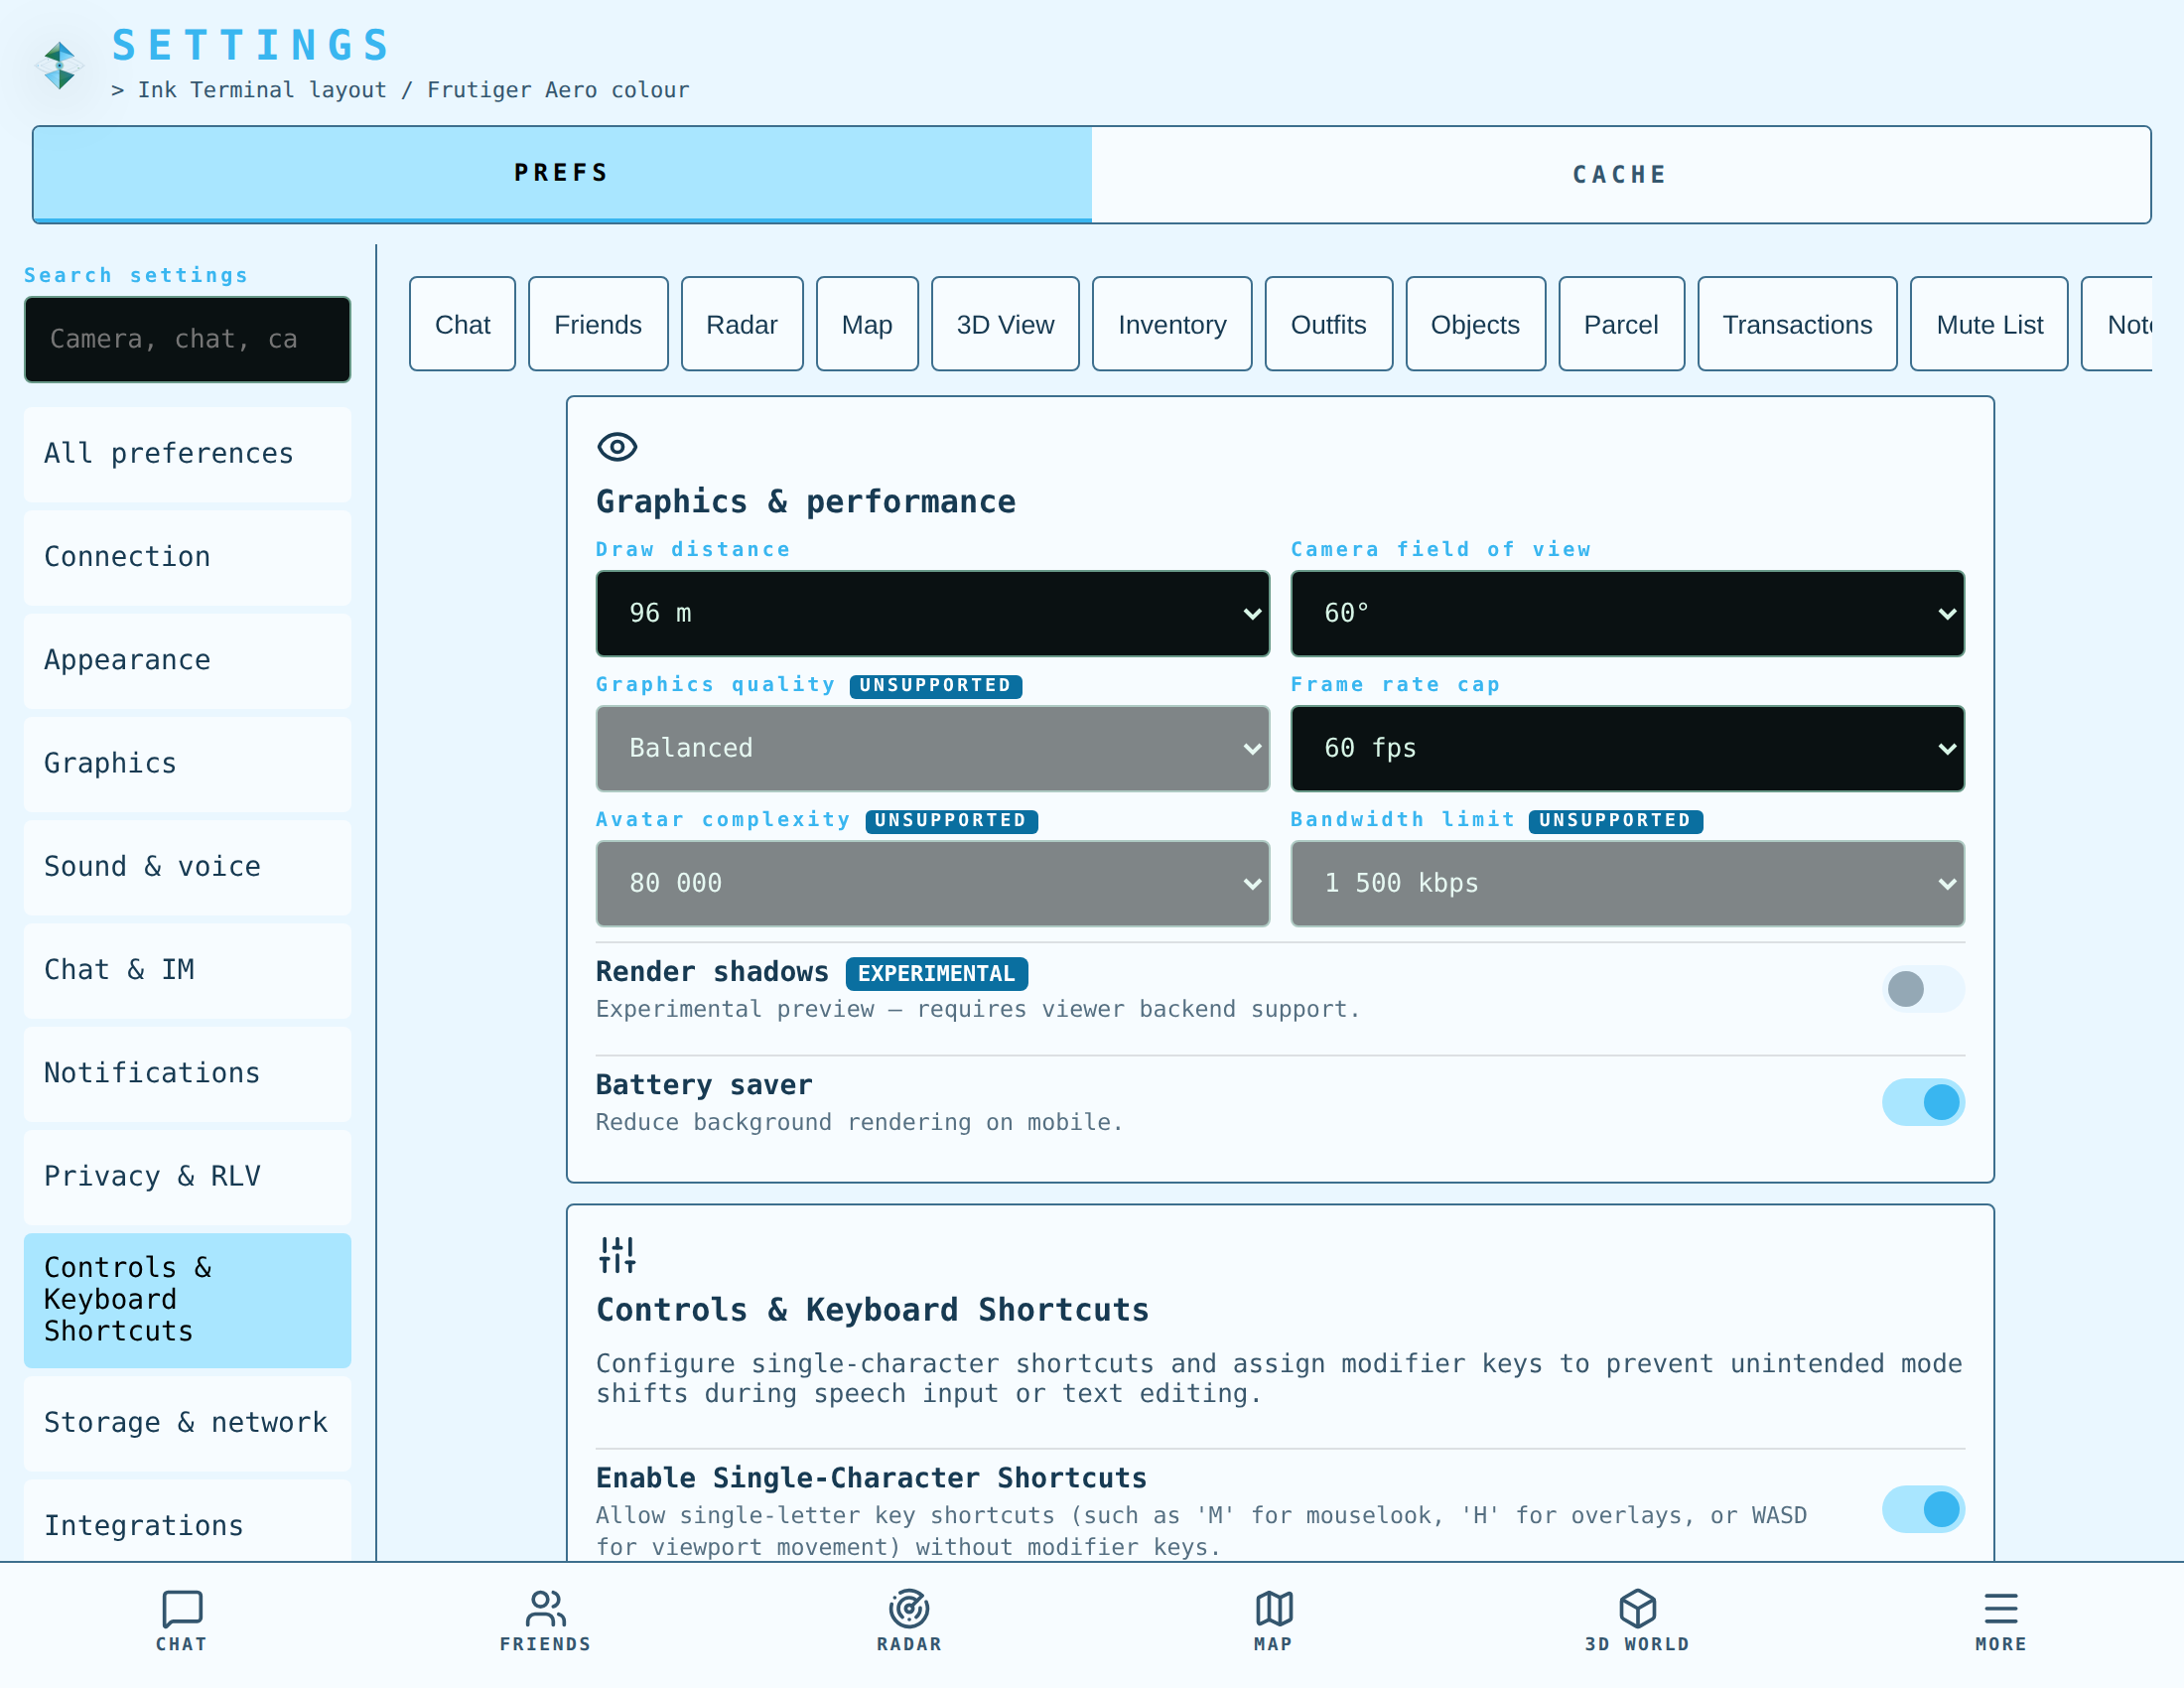 SETTINGS
> Ink Terminal layout / Frutiger Aero colour
PREFS
CACHE
Search settings
Camera, chat, ca
All preferences
Connection
Appearance
Graphics
Sound & voice
Chat & IM
Notifications
Privacy & RLV
Controls &
Keyboard
Shortcuts
Storage & network
Integrations
Chat
Friends
Radar
Map
3D View
Inventory
Outfits
Objects
Parcel
Transactions
Mute List
Graphics & performance
Draw distance
96 m
Camera field of view
60°
Graphics quality UNSUPPORTED
Balanced
Frame rate cap
60 fps
Avatar complexity UNSUPPORTED
80 000
Bandwidth limit UNSUPPORTED
1 500 kbps
Render shadows EXPERIMENTAL
Experimental preview — requires viewer backend support.
Battery saver
Reduce background rendering on mobile.
Controls & Keyboard Shortcuts
Configure single-character shortcuts and assign modifier keys to prevent unintended mode
shifts during speech input or text editing.
Enable Single-Character Shortcuts
Allow single-letter key shortcuts (such as 'M' for mouselook, 'H' for overlays, or WASD
for viewport movement) without modifier keys.
CHAT
FRIENDS
RADAR
MAP
3D WORLD
MORE